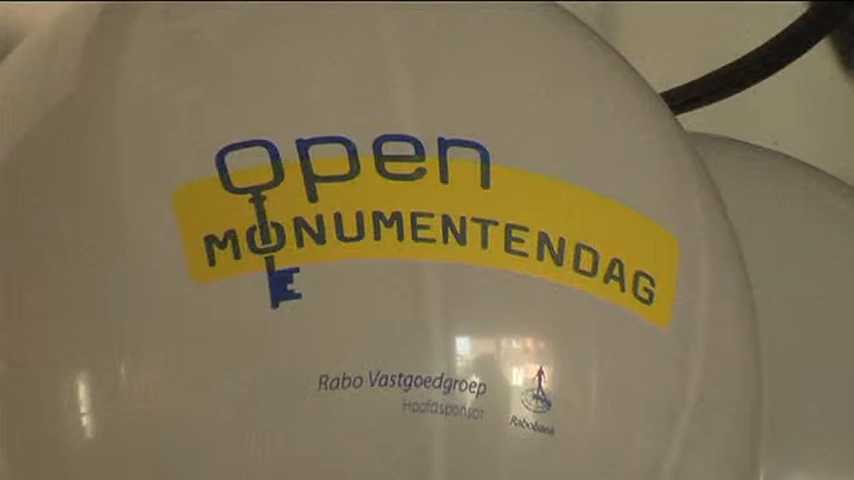 open
MONUMENTENDAG
Rabo Vastgoedgroep
Hoofdsponsor
Rabobank